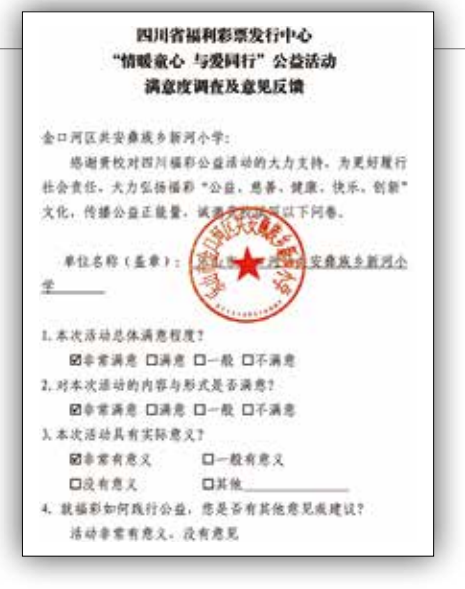 四川省福利彩票发行中心
“情暖童心 与爱同行”公益活动
满意度调查及意见反馈
金口河区共安彝族乡新河小学:
感谢贵校对四川福彩公益活动的大力支持。为更好履行
社会责任，大力弘扬福彩“公益、慈善、健康、快乐、创新”
文化，传播公益正能量，诚邀 以下问卷。
单位名称（盖章）: 安彝族乡新河小
学
1.本次活动总体满意程度?
☑非常满意 □满意 □一般 □不满意
2.对本次活动的内容与形式是否满意?
☑非常满意 □满意 □一般 □不满意
3.本次活动具有实际意义?
☑非常有意义 □一般有意义
□没有意义 □其他
4. 就福彩如何践行公益，您是否有其他意见或建议?
活动非常有意义。没有意见